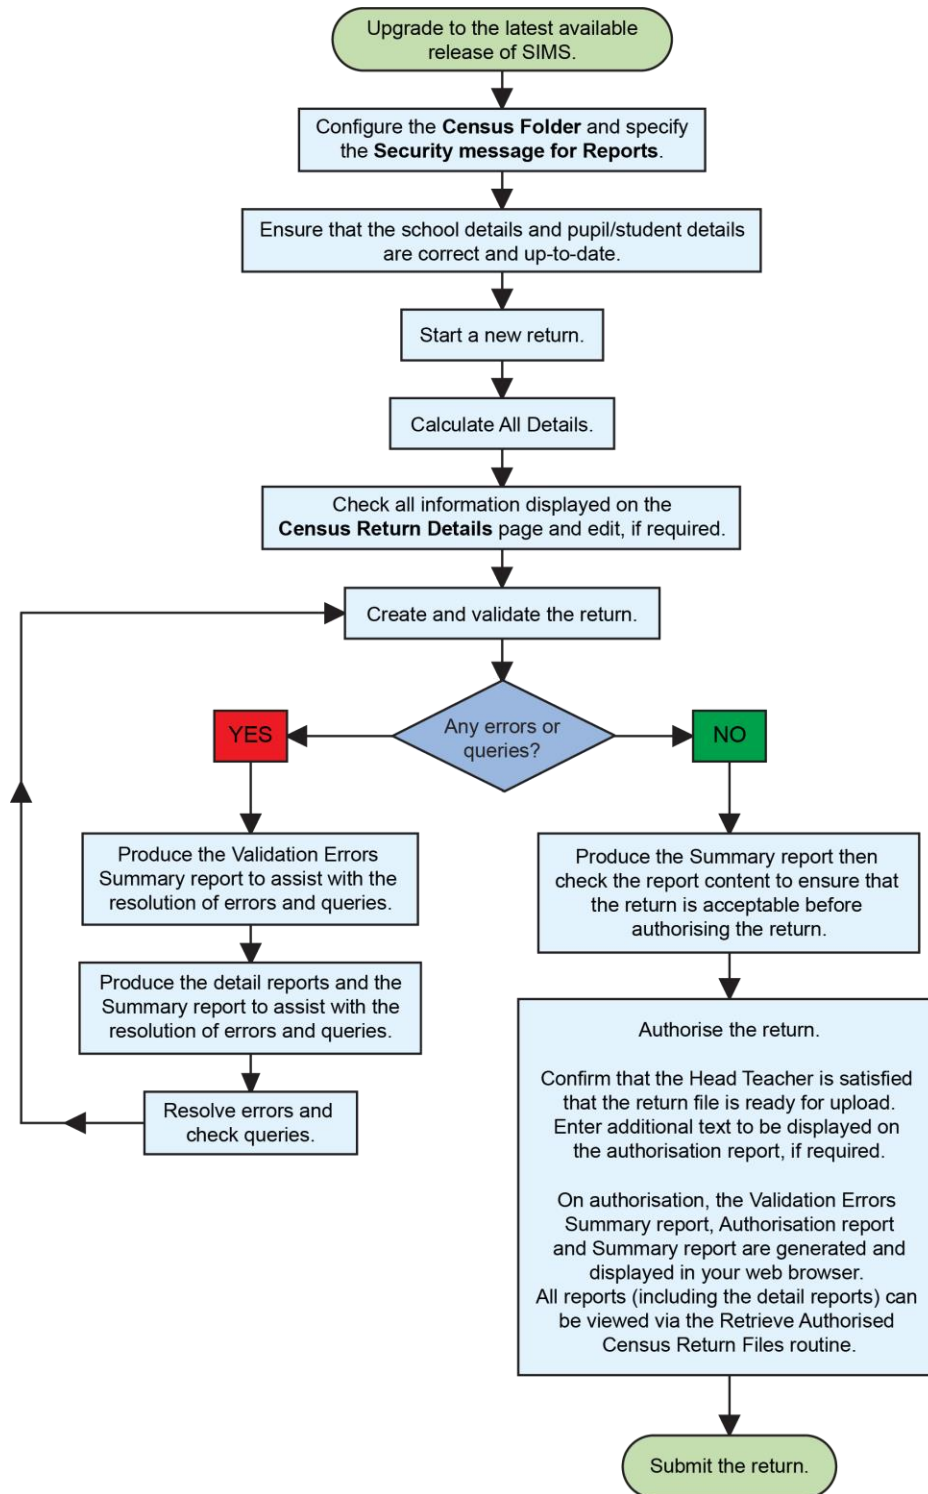 Upgrade to the latest available
release of SIMS.
Configure the Census Folder and specify
the Security message for Reports.
Ensure that the school details and pupil/student details
are correct and up-to-date.
Start a new return.
Calculate All Details.
Check all information displayed on the
Census Return Details page and edit, if required.
Create and validate the return.
Any errors or
queries?
YES
NO
Produce the Validation Errors
Summary report to assist with the
resolution of errors and queries.
Produce the detail reports and the
Summary report to assist with the
resolution of errors and queries.
Resolve errors and
check queries.
Produce the Summary report then
check the report content to ensure that
the return is acceptable before
authorising the return.
Authorise the return.
Confirm that the Head Teacher is satisfied
that the return file is ready for upload.
Enter additional text to be displayed on
the authorisation report, if required.
On authorisation, the Validation Errors
Summary report, Authorisation report
and Summary report are generated and
displayed in your web browser.
All reports (including the detail reports) can
be viewed via the Retrieve Authorised
Census Return Files routine.
Submit the return.